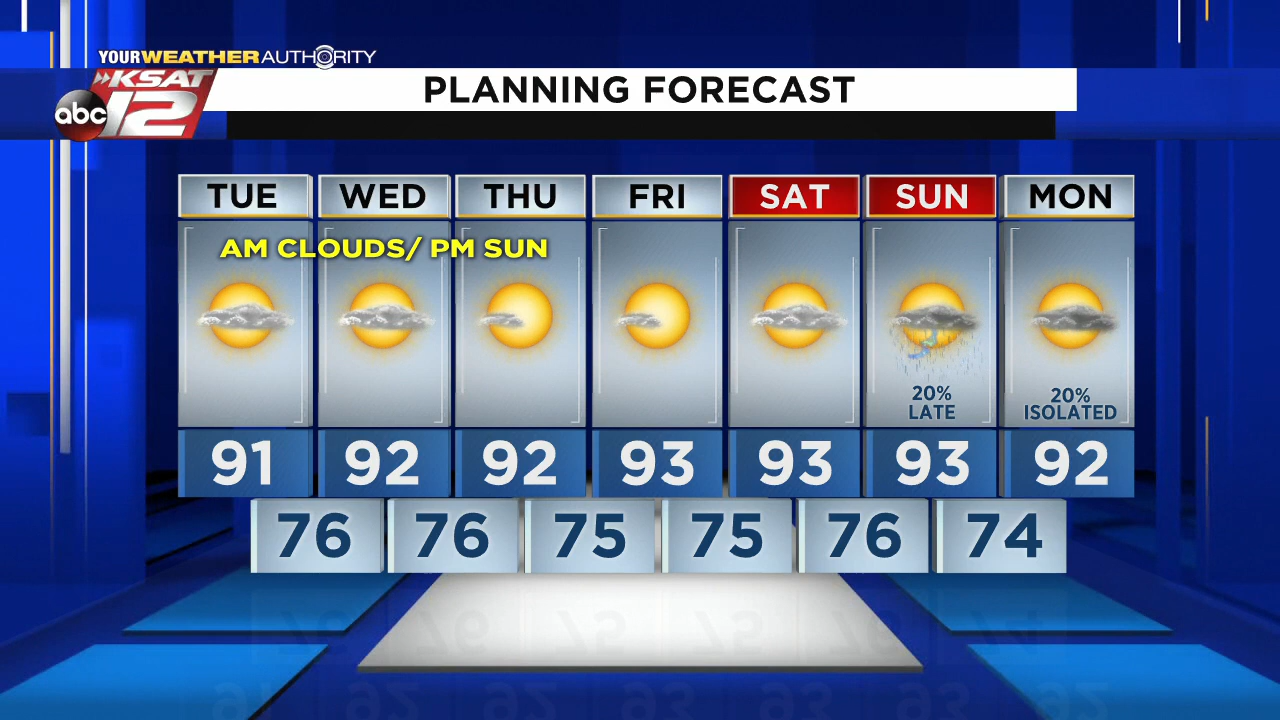 YOURWEATHERAUTHORITY
KSAT
abc 12
PLANNING FORECAST
TUE WED THU FRI SAT SUN MON
AM CLOUDS/ PM SUN
20% LATE
20% ISOLATED
91 92 92 93 93 93 92
76 76 75 75 76 74